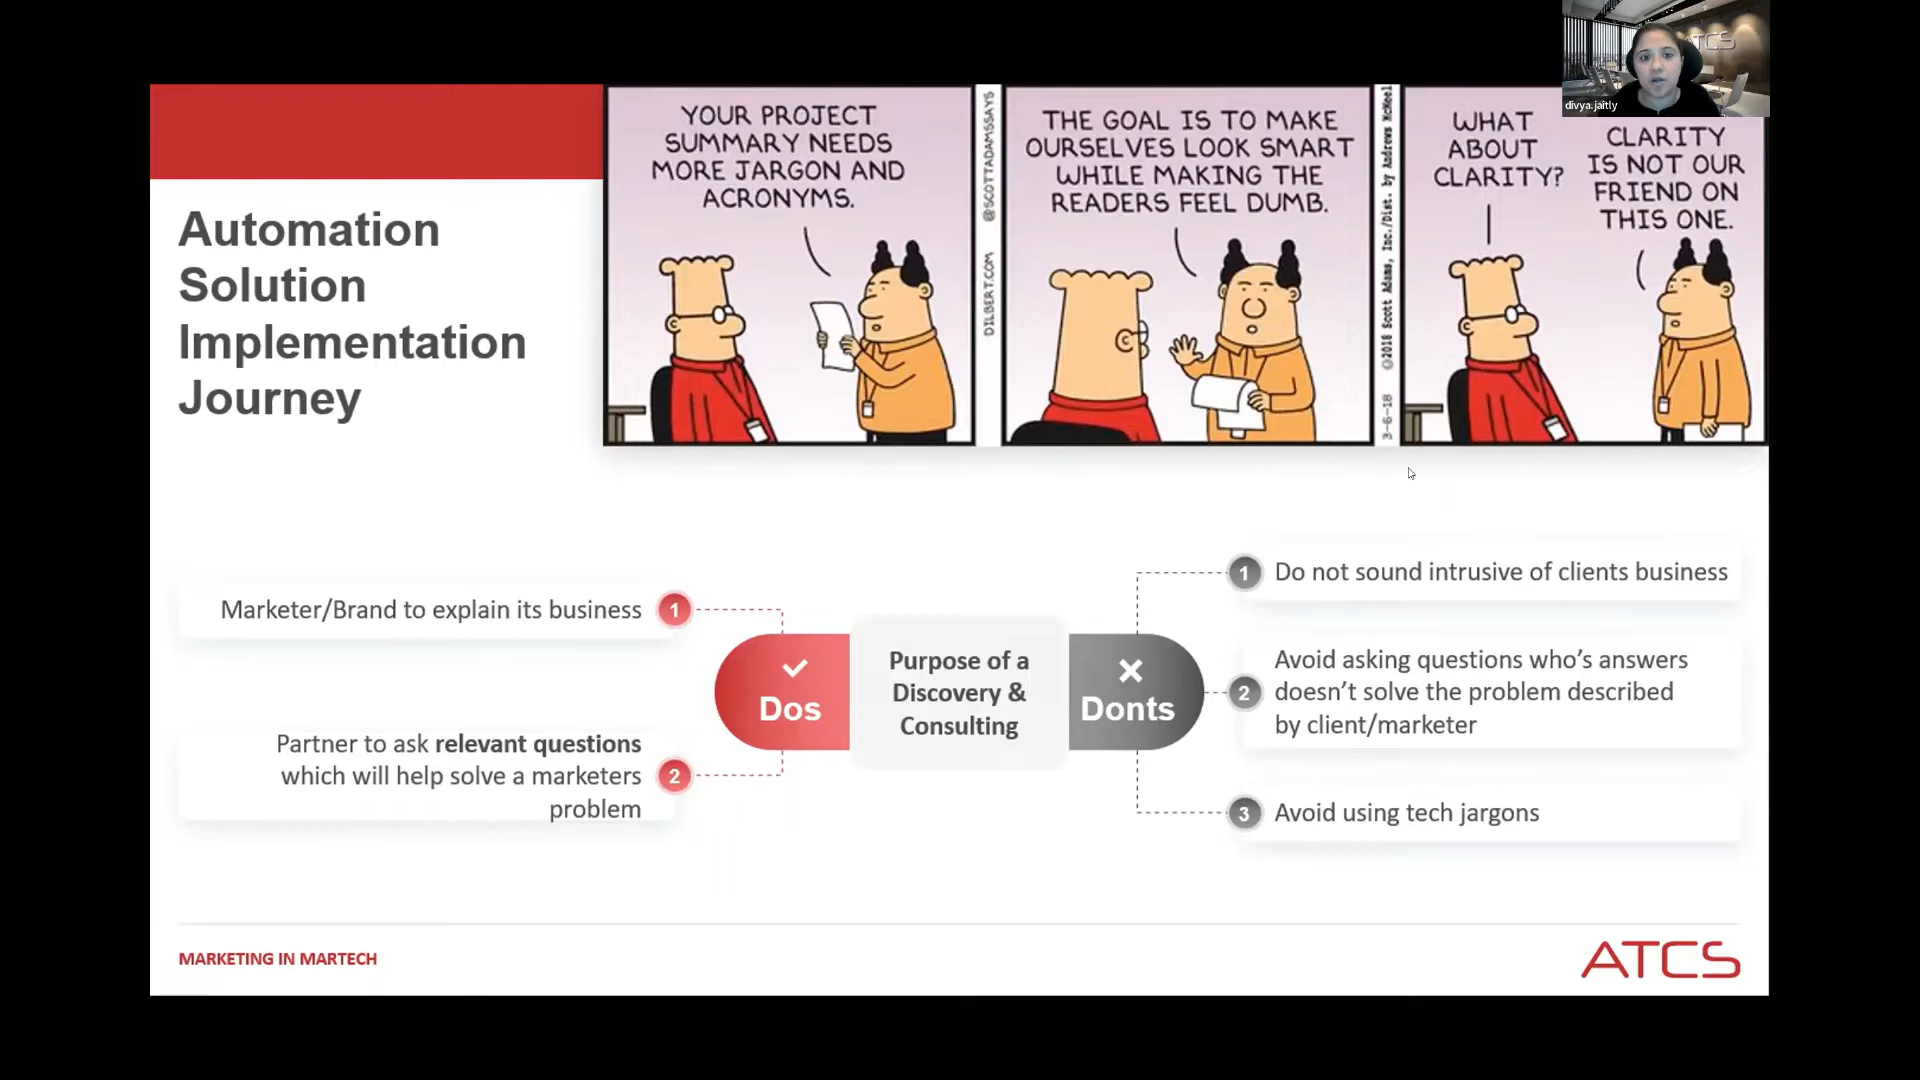 ATCS
divya.jaitly
Automation
Solution
Implementation
Journey
YOUR PROJECT
SUMMARY NEEDS
MORE JARGON AND
ACRONYMS.
DILBERT.COM @SCOTTADAMSSAYS
THE GOAL IS TO MAKE
OURSELVES LOOK SMART
WHILE MAKING THE
READERS FEEL DUMB.
3-6-18 ©2018 Scott Adams, Inc./Dist. by Andrews McMeel
WHAT
ABOUT
CLARITY?
CLARITY
IS NOT OUR
FRIEND ON
THIS ONE.
Marketer/Brand to explain its business
1
Partner to ask relevant questions
which will help solve a marketers
problem
2
Dos
Purpose of a
Discovery &
Consulting
Donts
1
Do not sound intrusive of clients business
2
Avoid asking questions who’s answers
doesn’t solve the problem described
by client/marketer
3
Avoid using tech jargons
MARKETING IN MARTECH
ATCS